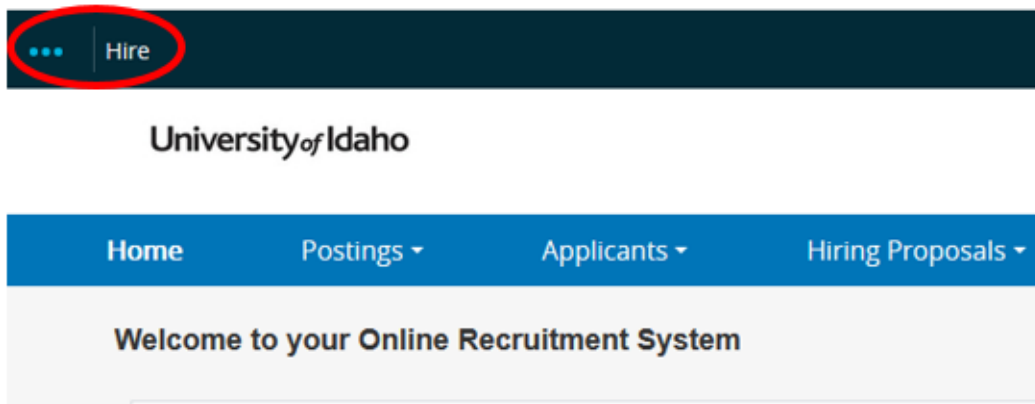 ••• Hire
University of Idaho
Home Postings Applicants Hiring Proposals
Welcome to your Online Recruitment System